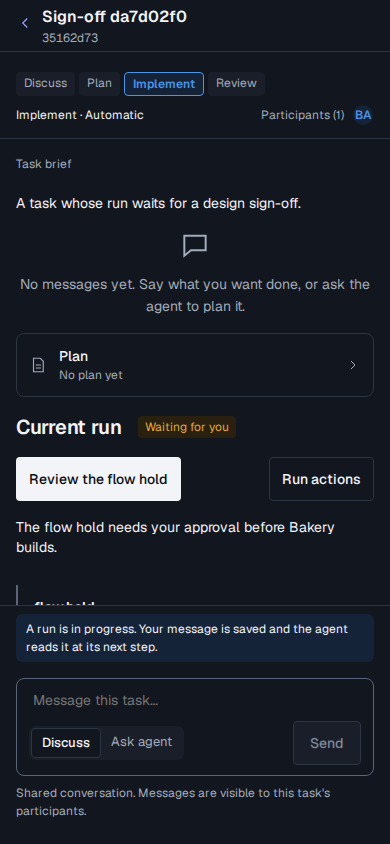 Sign-off da7d02f0
35162d73
Discuss Plan Implement Review
Implement · Automatic Participants (1) BA
Task brief
A task whose run waits for a design sign-off.
No messages yet. Say what you want done, or ask the
agent to plan it.
Plan
No plan yet
Current run Waiting for you
Review the flow hold Run actions
The flow hold needs your approval before Bakery
builds.
flow hold
A run is in progress. Your message is saved and the agent
reads it at its next step.
Message this task…
Discuss Ask agent Send
Shared conversation. Messages are visible to this task's
participants.